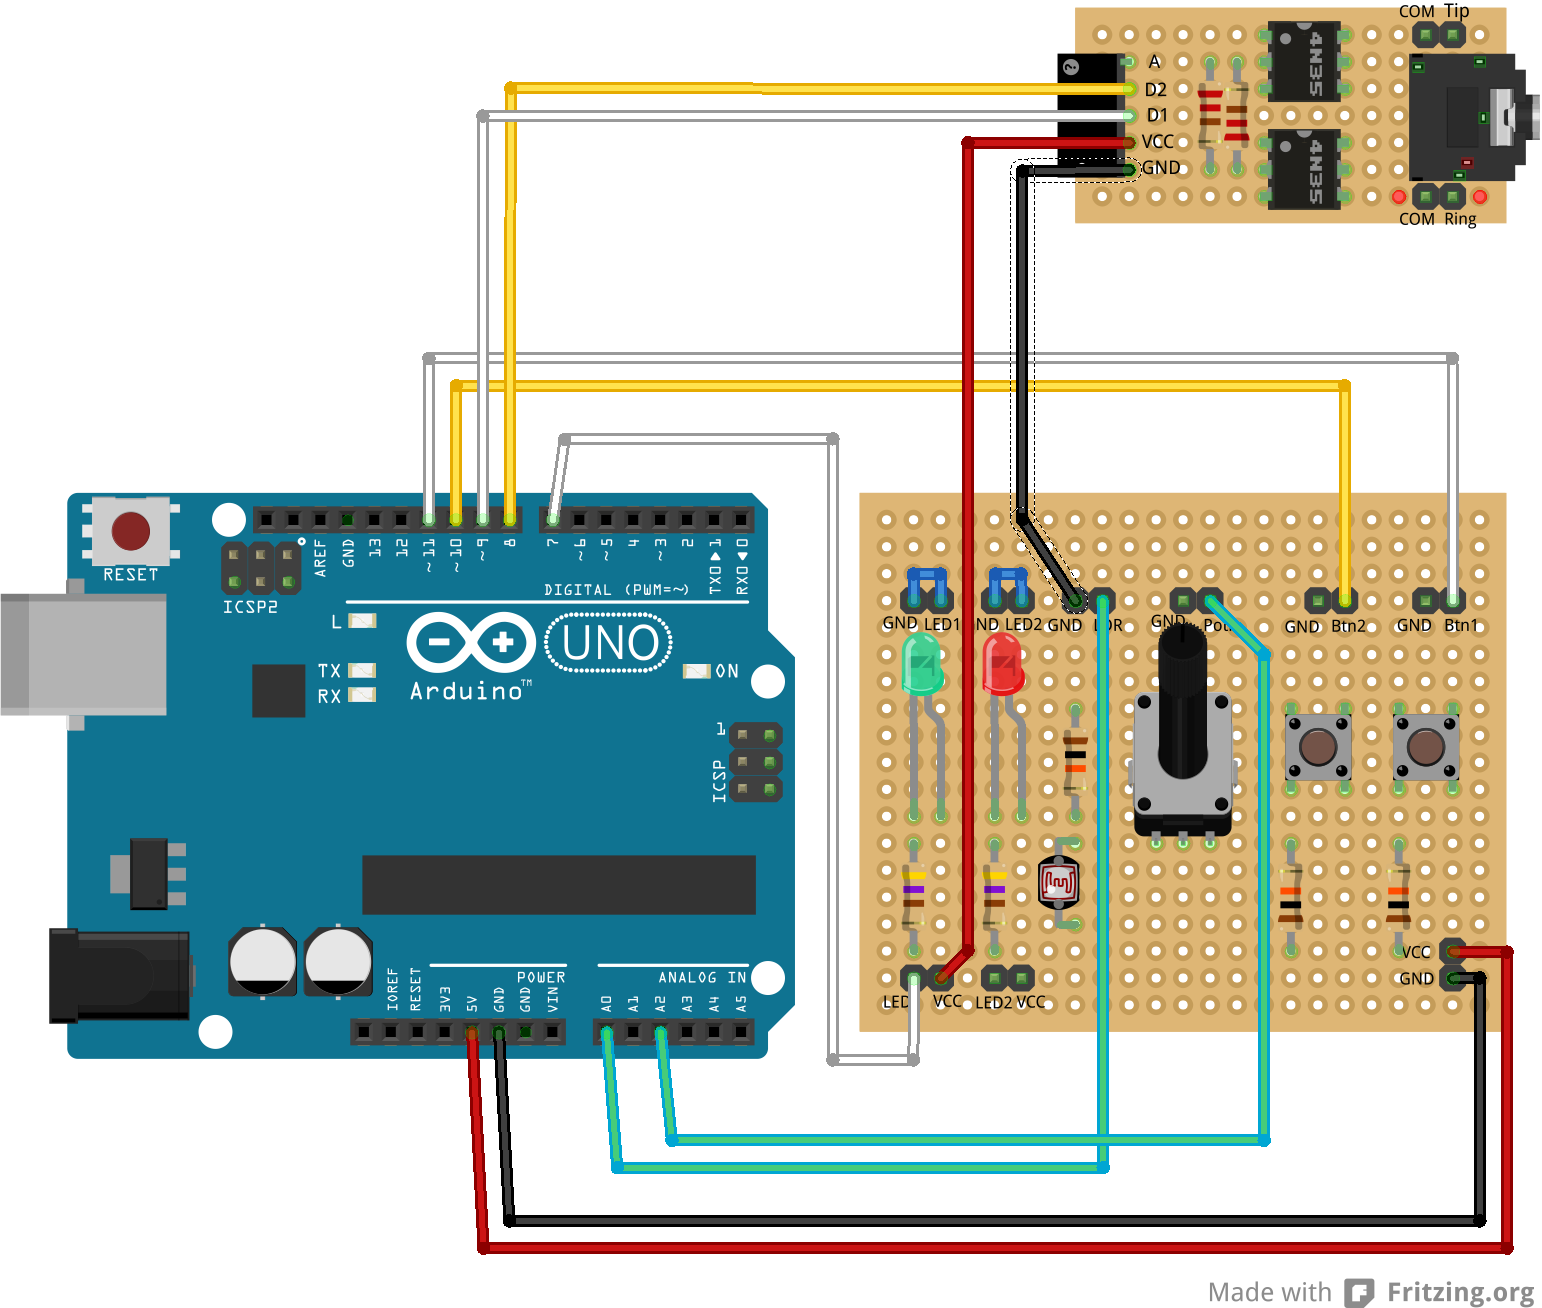 COM Tip
A
D2
D1
VCC
GND
4N35
4N35
COM Ring
RESET
ICSP2
AREF
GND
13
12
~11
~10
~9
8
7
~6
~5
4
~3
2
TX0▶1
RX0◀0
DIGITAL (PWM=~)
L
TX
RX
UNO
Arduino™
ON
1
ICSP
IOREF
RESET
3V3
5V
GND
GND
VIN
POWER
ANALOG IN
A0
A1
A2
A3
A4
A5
GND LED1 ND LED2 GND GND Pot GND Btn2 GND Btn1
VCC
GND
LED VCC LED2 VCC
Made with Fritzing.org